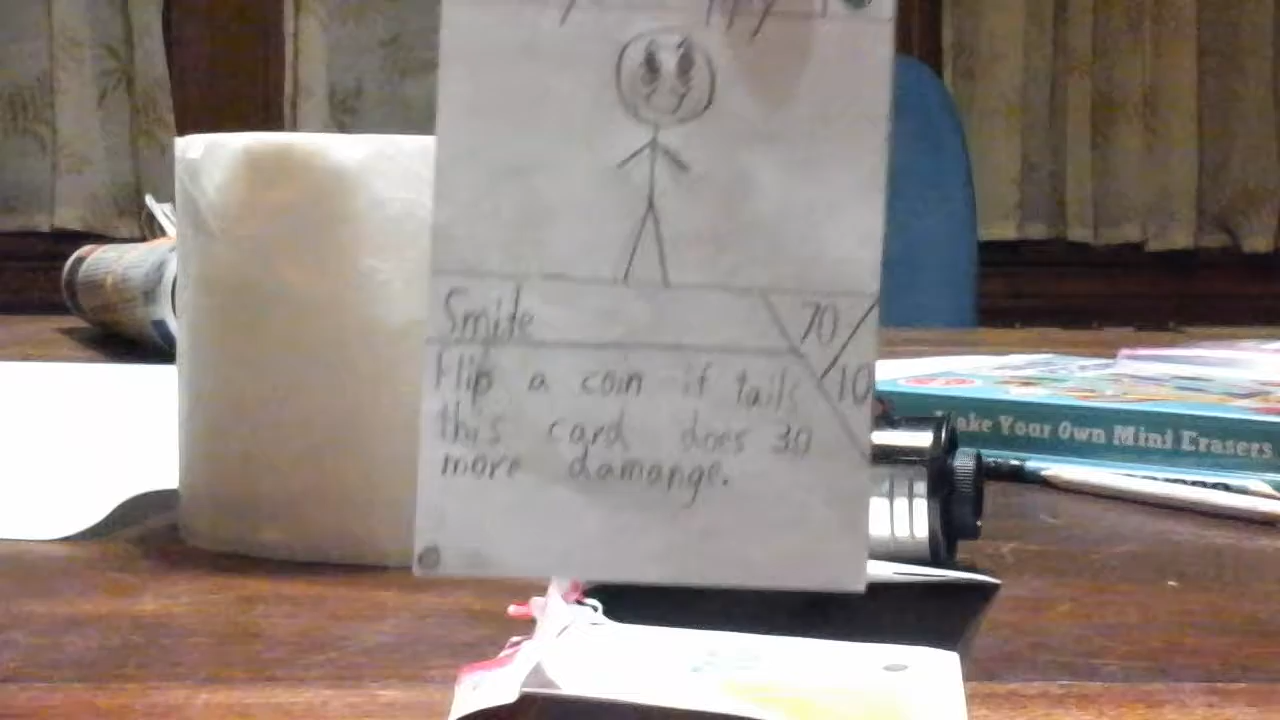 Smite
70/10
Flip a coin if tails
this card does 30
more damange.
Make Your Own Mini Erasers